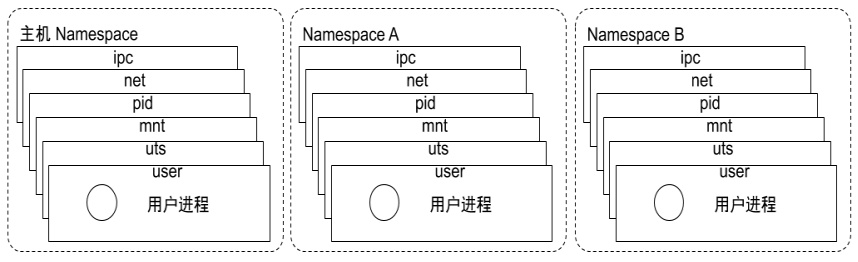 主机 Namespace
ipc
net
pid
mnt
uts
user
用户进程
Namespace A
ipc
net
pid
mnt
uts
user
用户进程
Namespace B
ipc
net
pid
mnt
uts
user
用户进程